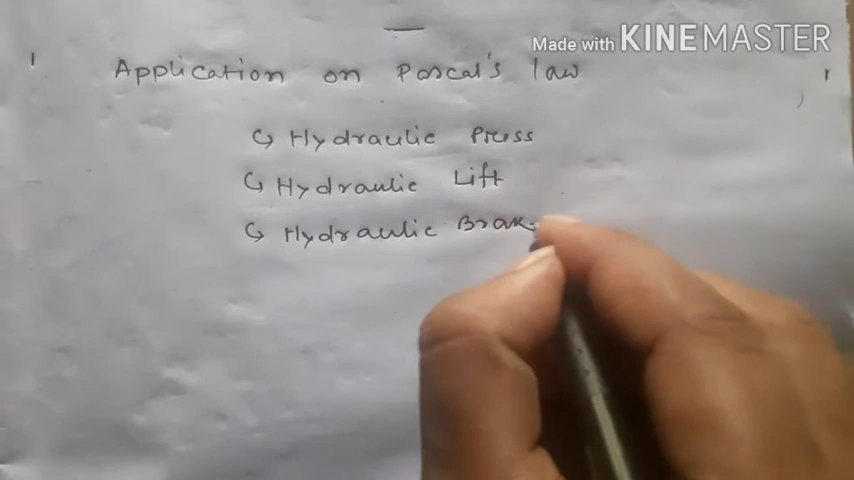 Made with KINEMASTER
Application on Pascal's law
Hydraulic Press
Hydraulic Lift
Hydraulic Brak